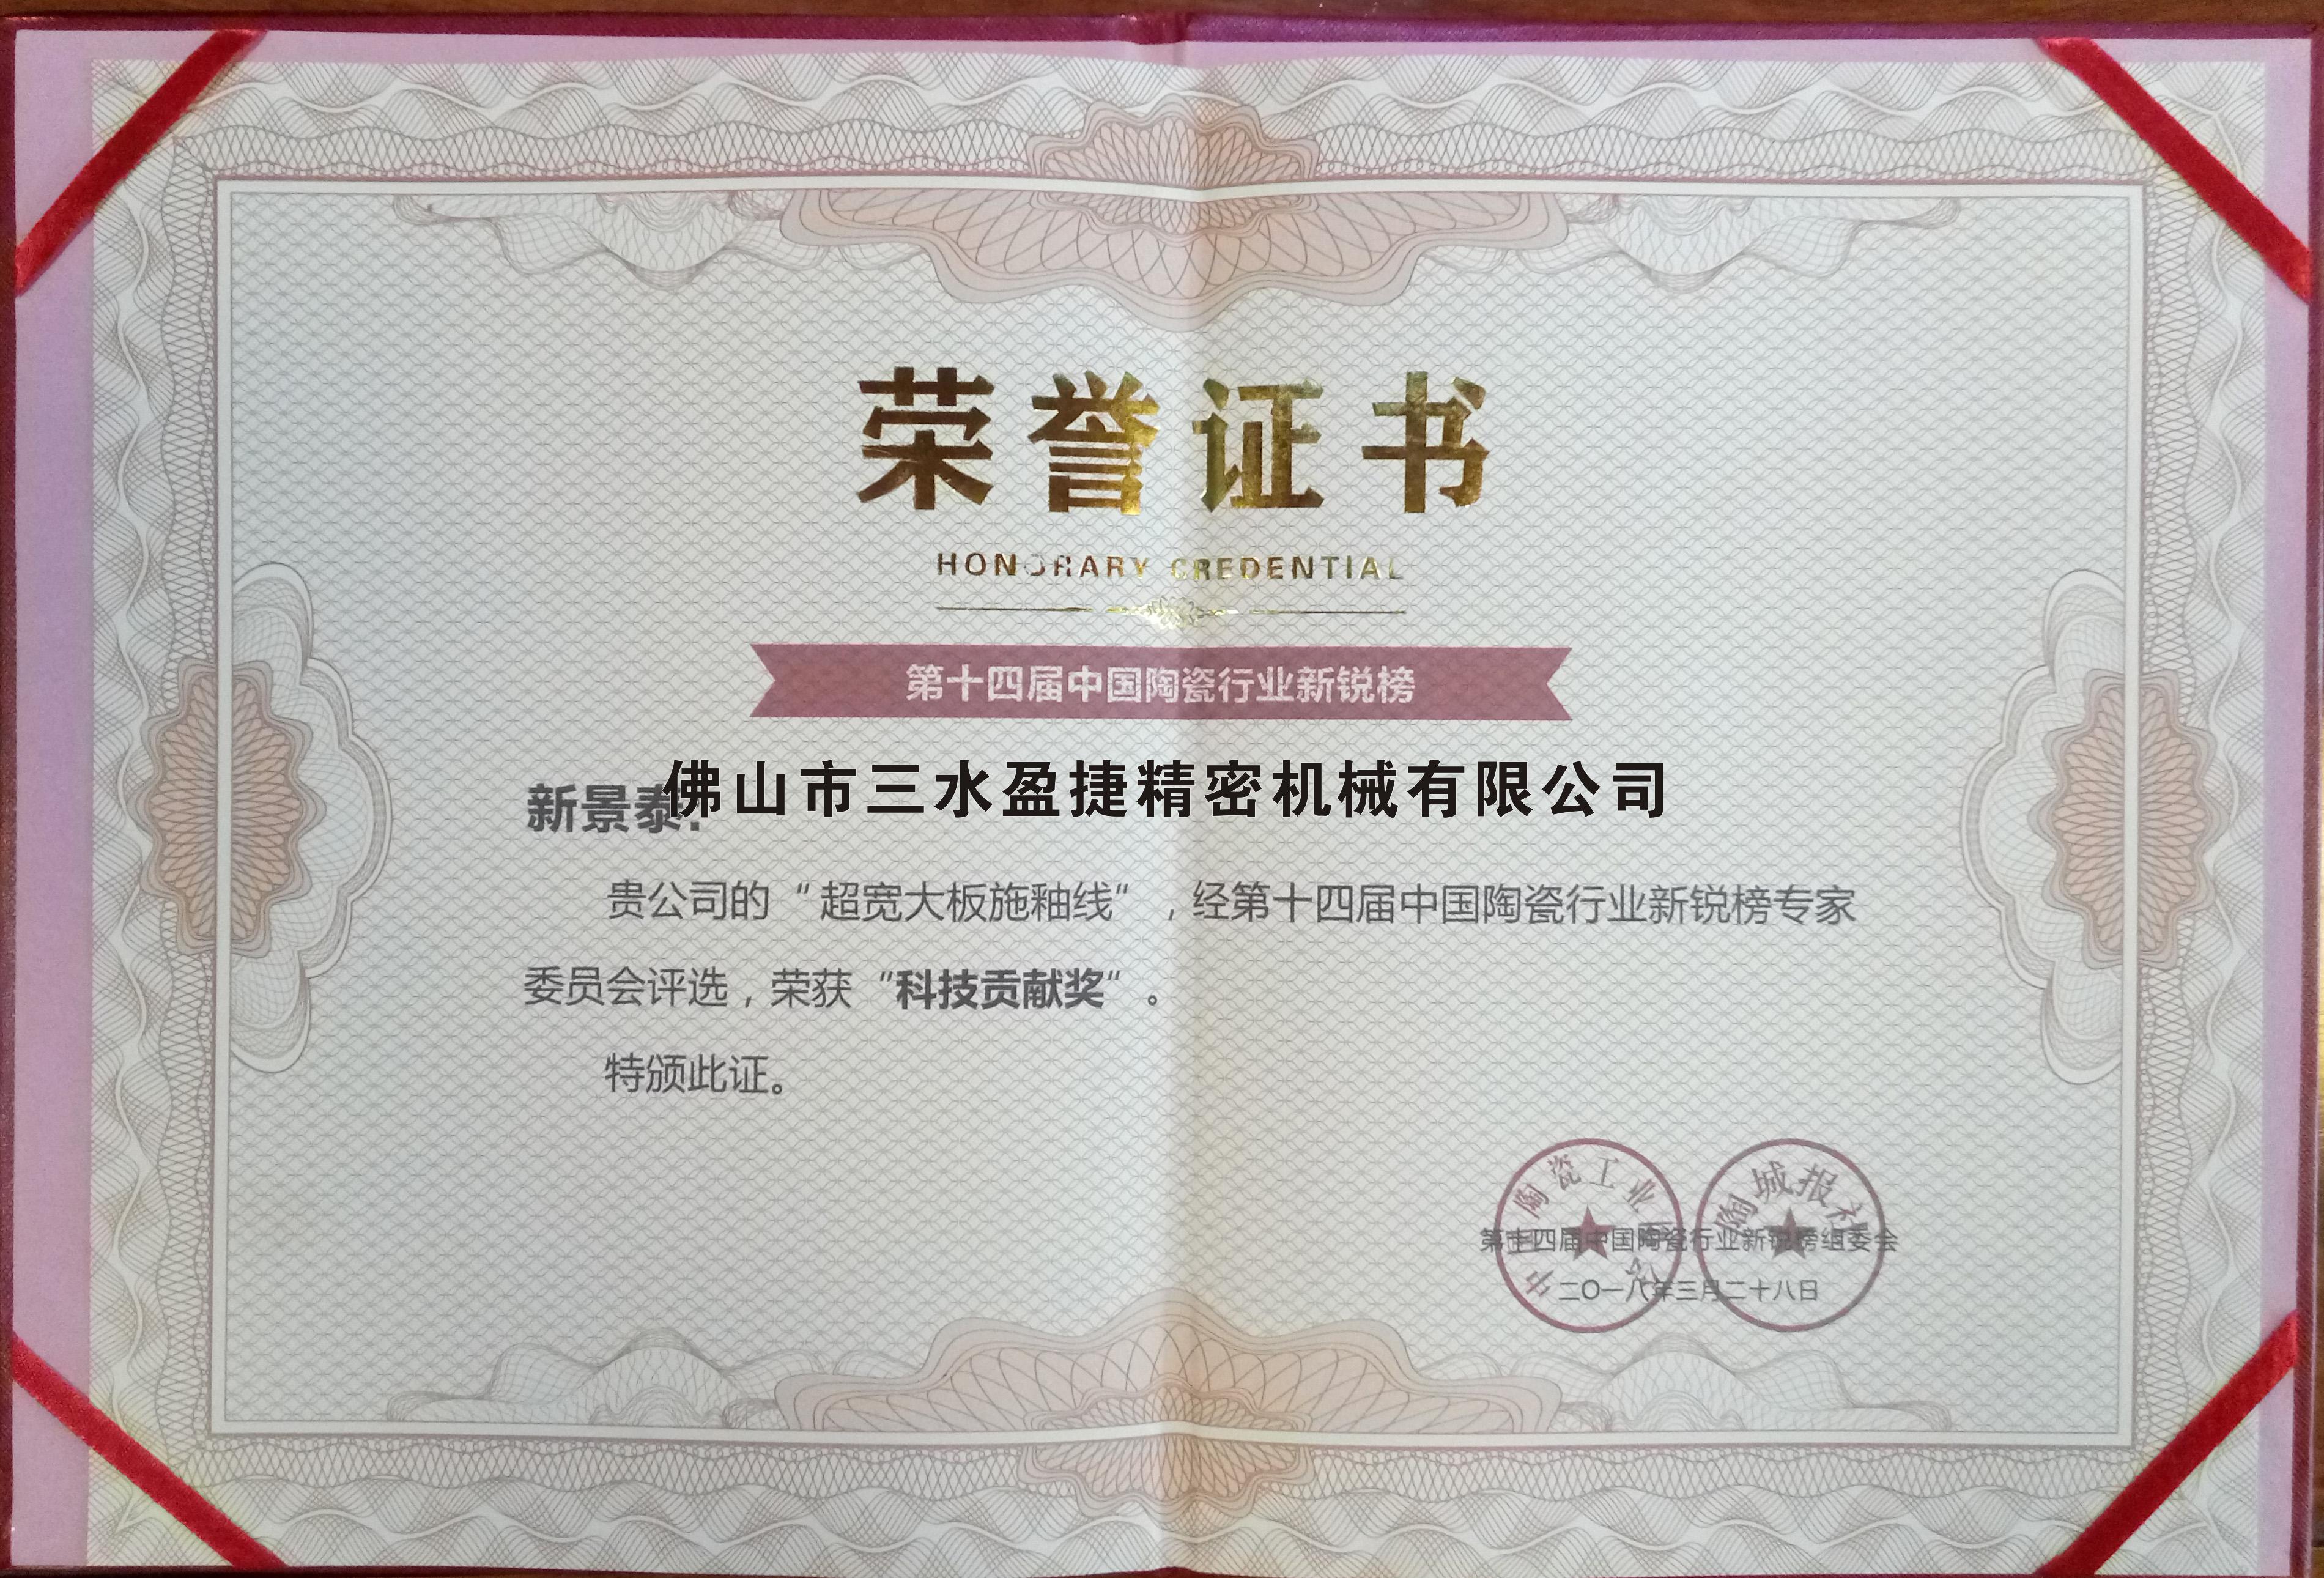 荣誉证书
HONORARY CREDENTIAL
第十四届中国陶瓷行业新锐榜
佛山市三水盈捷精密机械有限公司
新景泰：
贵公司的“超宽大板施釉线”，经第十四届中国陶瓷行业新锐榜专家
委员会评选，荣获“科技贡献奖”。
特颁此证。
陶瓷工业
陶城报社
第十四届中国陶瓷行业新锐榜组委会
二〇一八年三月二十八日